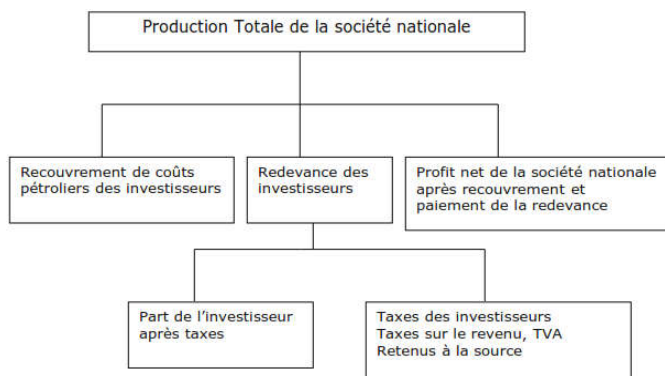 Production Totale de la société nationale
Recouvrement de coûts
pétroliers des investisseurs
Redevance des
investisseurs
Profit net de la société nationale
après recouvrement et
paiement de la redevance
Part de l'investisseur
après taxes
Taxes des investisseurs
Taxes sur le revenu, TVA
Retenus à la source